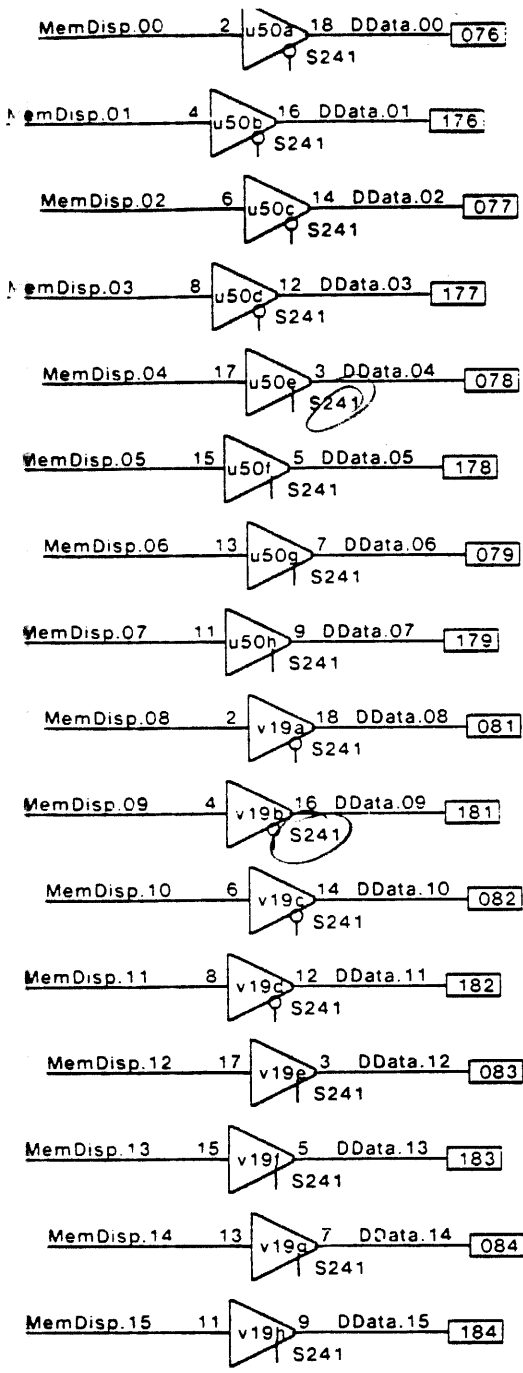 MemDisp.00 2 u50a 18 DData.00 076
S241
MemDisp.01 4 u50b 16 DData.01 176
S241
MemDisp.02 6 u50c 14 DData.02 077
S241
MemDisp.03 8 u50d 12 DData.03 177
S241
MemDisp.04 17 u50e 3 DData.04 078
S241
MemDisp.05 15 u50f 5 DData.05 178
S241
MemDisp.06 13 u50g 7 DData.06 079
S241
MemDisp.07 11 u50h 9 DData.07 179
S241
MemDisp.08 2 v19a 18 DData.08 081
S241
MemDisp.09 4 v19b 16 DData.09 181
S241
MemDisp.10 6 v19c 14 DData.10 082
S241
MemDisp.11 8 v19d 12 DData.11 182
S241
MemDisp.12 17 v19e 3 DData.12 083
S241
MemDisp.13 15 v19f 5 DData.13 183
S241
MemDisp.14 13 v19g 7 DData.14 084
S241
MemDisp.15 11 v19h 9 DData.15 184
S241